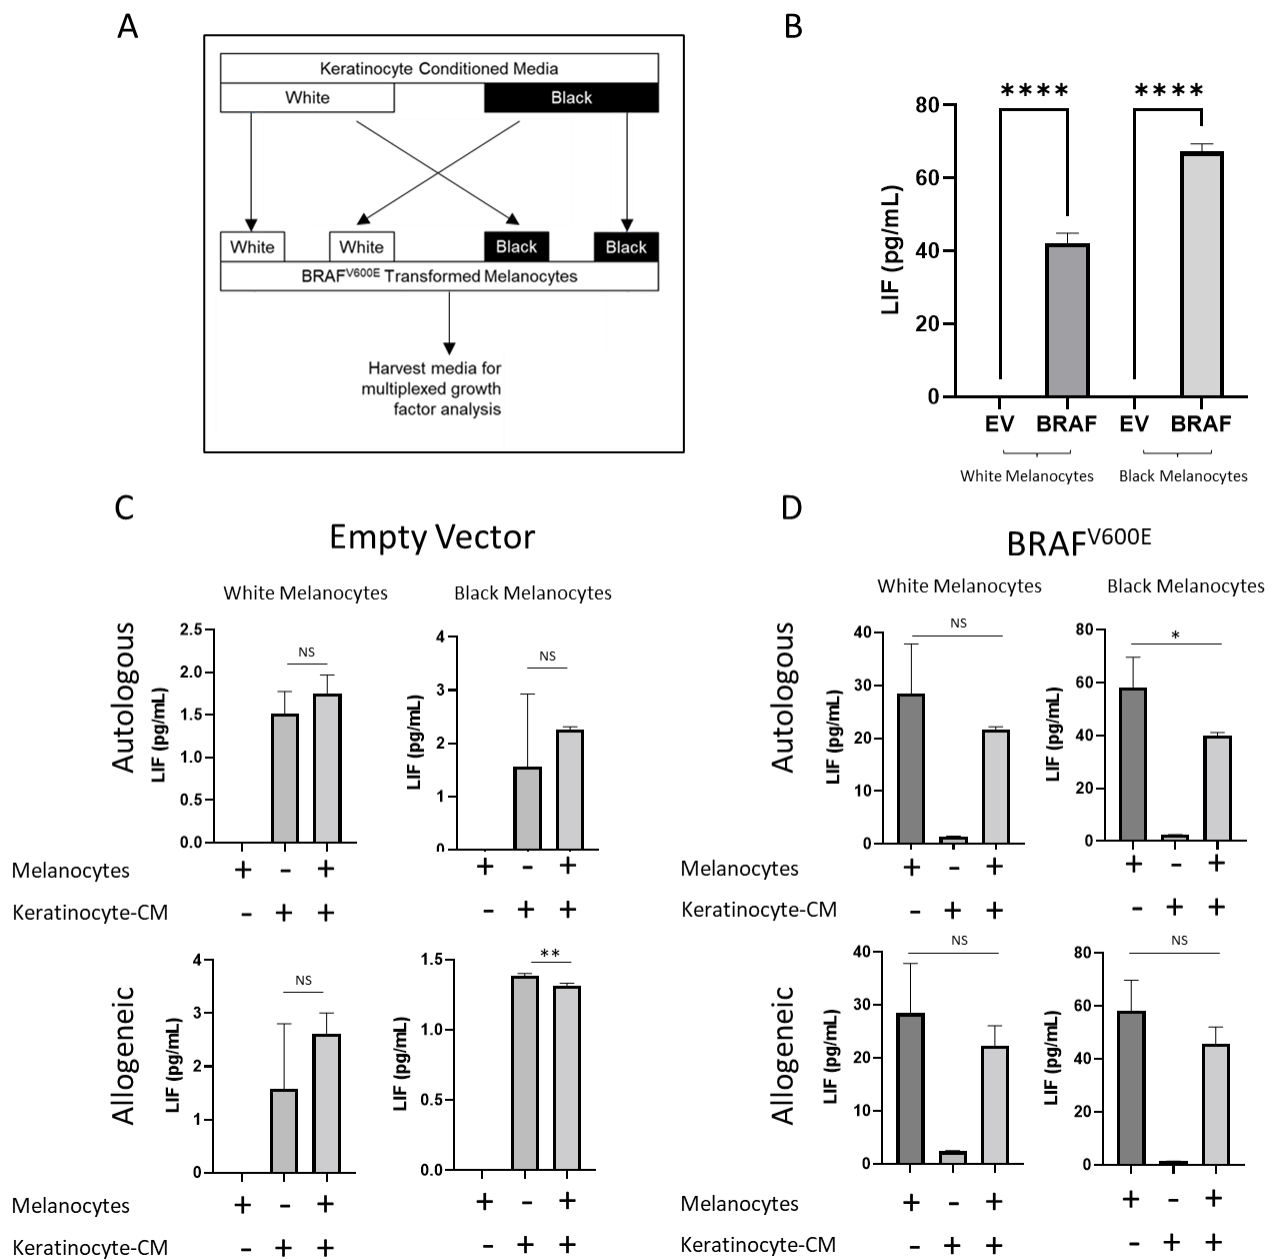 A
Keratinocyte Conditioned Media
White
Black
White
White
Black
Black
BRAFV600E Transformed Melanocytes
Harvest media for
multiplexed growth
factor analysis
B
****
****
80
60
40
20
0
LIF (pg/mL)
EV
BRAF
EV
BRAF
White Melanocytes
Black Melanocytes
C
Empty Vector
White Melanocytes
Black Melanocytes
Autologous
LIF (pg/mL)
2.5
2.0
1.5
1.0
0.5
0.0
NS
LIF (pg/mL)
4
3
2
1
0
NS
Melanocytes + - + + - +
Keratinocyte-CM - + + - + +
Allogeneic
LIF (pg/mL)
4
3
2
1
0
NS
LIF (pg/mL)
1.5
1.0
0.5
0.0
**
Melanocytes + - + + - +
Keratinocyte-CM - + + - + +
D
BRAFV600E
White Melanocytes
Black Melanocytes
Autologous
LIF (pg/mL)
40
30
20
10
0
NS
LIF (pg/mL)
80
60
40
20
0
*
Melanocytes + - + + - +
Keratinocyte-CM - + + - + +
Allogeneic
LIF (pg/mL)
40
30
20
10
0
NS
LIF (pg/mL)
80
60
40
20
0
NS
Melanocytes + - + + - +
Keratinocyte-CM - + + - + +